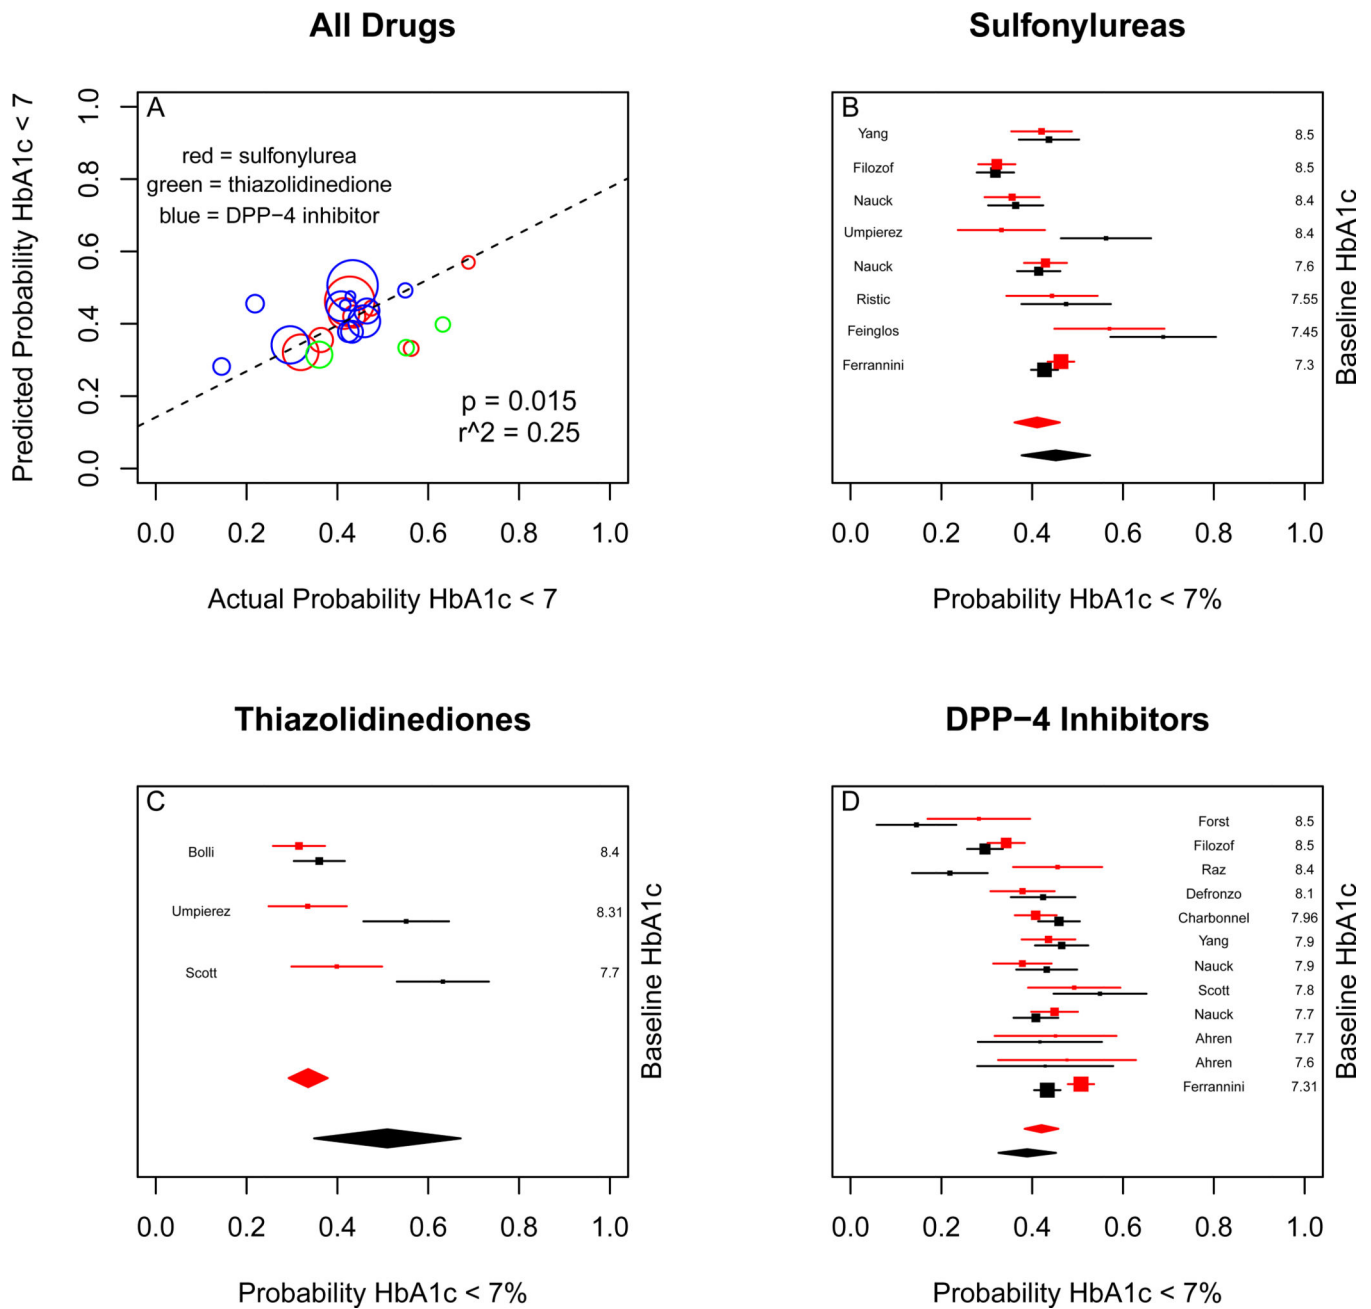 All Drugs
Predicted Probability HbA1c < 7
1.0
0.8
0.6
0.4
0.2
0.0
A
red = sulfonylurea
green = thiazolidinedione
blue = DPP−4 inhibitor
p = 0.015
r^2 = 0.25
0.0 0.2 0.4 0.6 0.8 1.0
Actual Probability HbA1c < 7
Sulfonylureas
B
Yang 8.5
Filozof 8.5
Nauck 8.4
Umpierez 8.4
Nauck 7.6
Ristic 7.55
Feinglos 7.45
Ferrannini 7.3
Baseline HbA1c
0.0 0.2 0.4 0.6 0.8 1.0
Probability HbA1c < 7%
Thiazolidinediones
C
Bolli 8.4
Umpierez 8.31
Scott 7.7
Baseline HbA1c
0.0 0.2 0.4 0.6 0.8 1.0
Probability HbA1c < 7%
DPP−4 Inhibitors
D
Forst 8.5
Filozof 8.5
Raz 8.4
Defronzo 8.1
Charbonnel 7.96
Yang 7.9
Nauck 7.9
Scott 7.8
Nauck 7.7
Ahren 7.7
Ahren 7.6
Ferrannini 7.31
Baseline HbA1c
0.0 0.2 0.4 0.6 0.8 1.0
Probability HbA1c < 7%